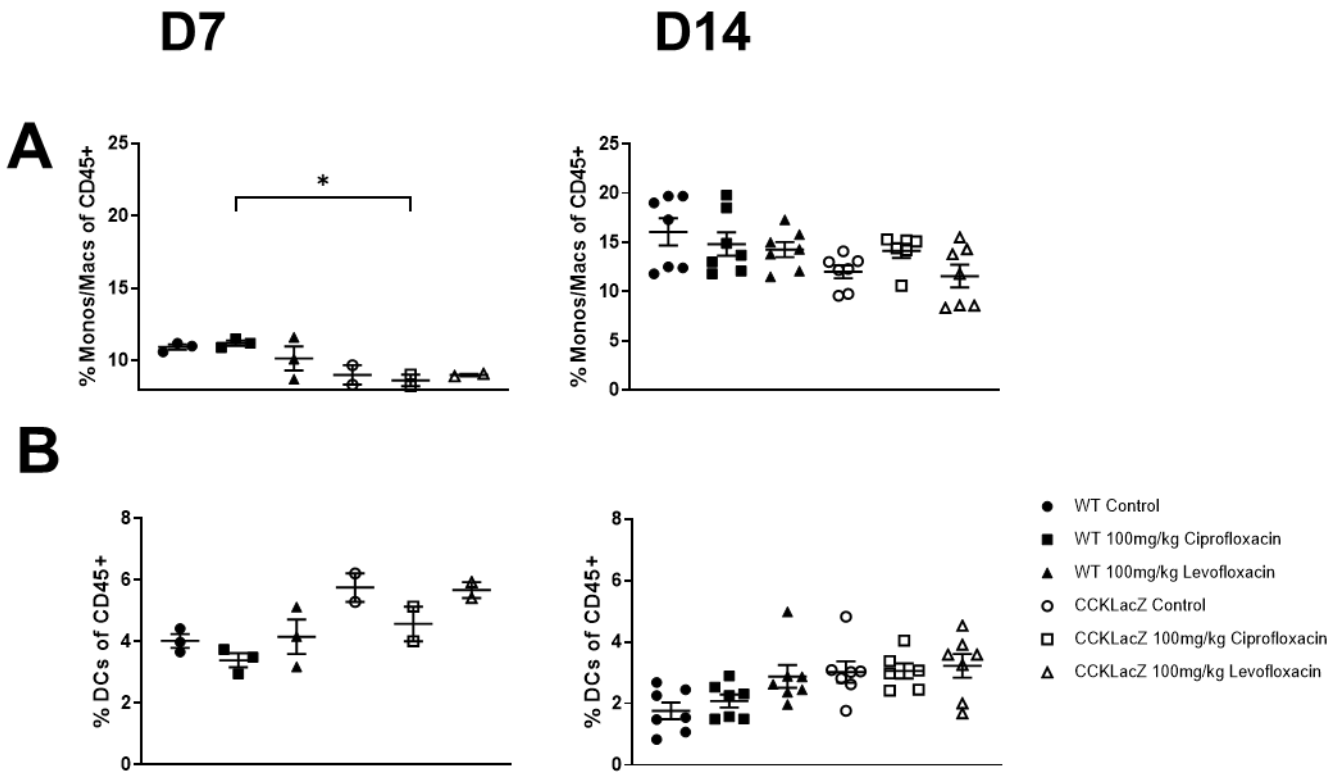 D7
D14
A
% Monos/Macs of CD45+
25
20
15
10
*
% Monos/Macs of CD45+
25
20
15
10
5
0
B
% DCs of CD45+
8
6
4
2
0
% DCs of CD45+
8
6
4
2
0
WT Control
WT 100mg/kg Ciprofloxacin
WT 100mg/kg Levofloxacin
CCKLacZ Control
CCKLacZ 100mg/kg Ciprofloxacin
CCKLacZ 100mg/kg Levofloxacin